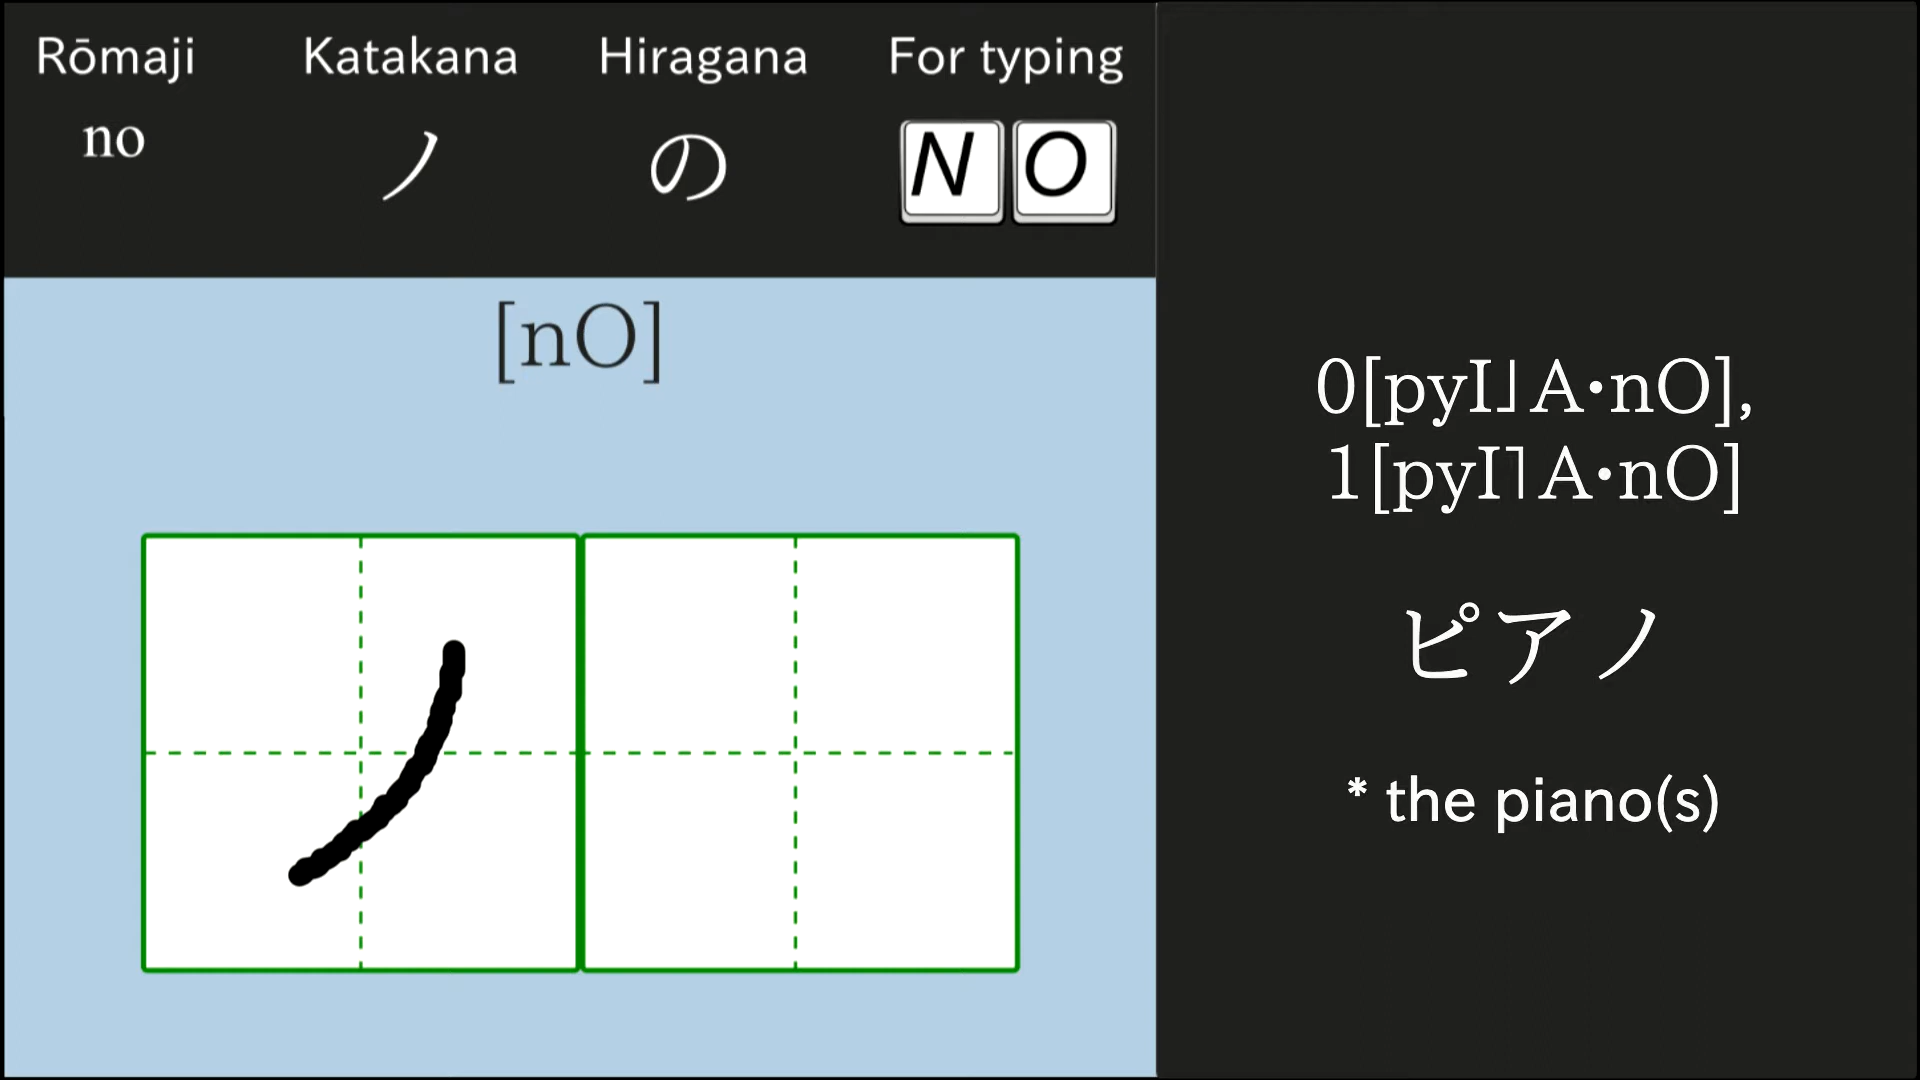 Rōmaji Katakana Hiragana For typing
no ノ の N O
[nO]
ノ
0[pyI˩A·nO],
1[pyI˥A·nO]
ピアノ
* the piano(s)